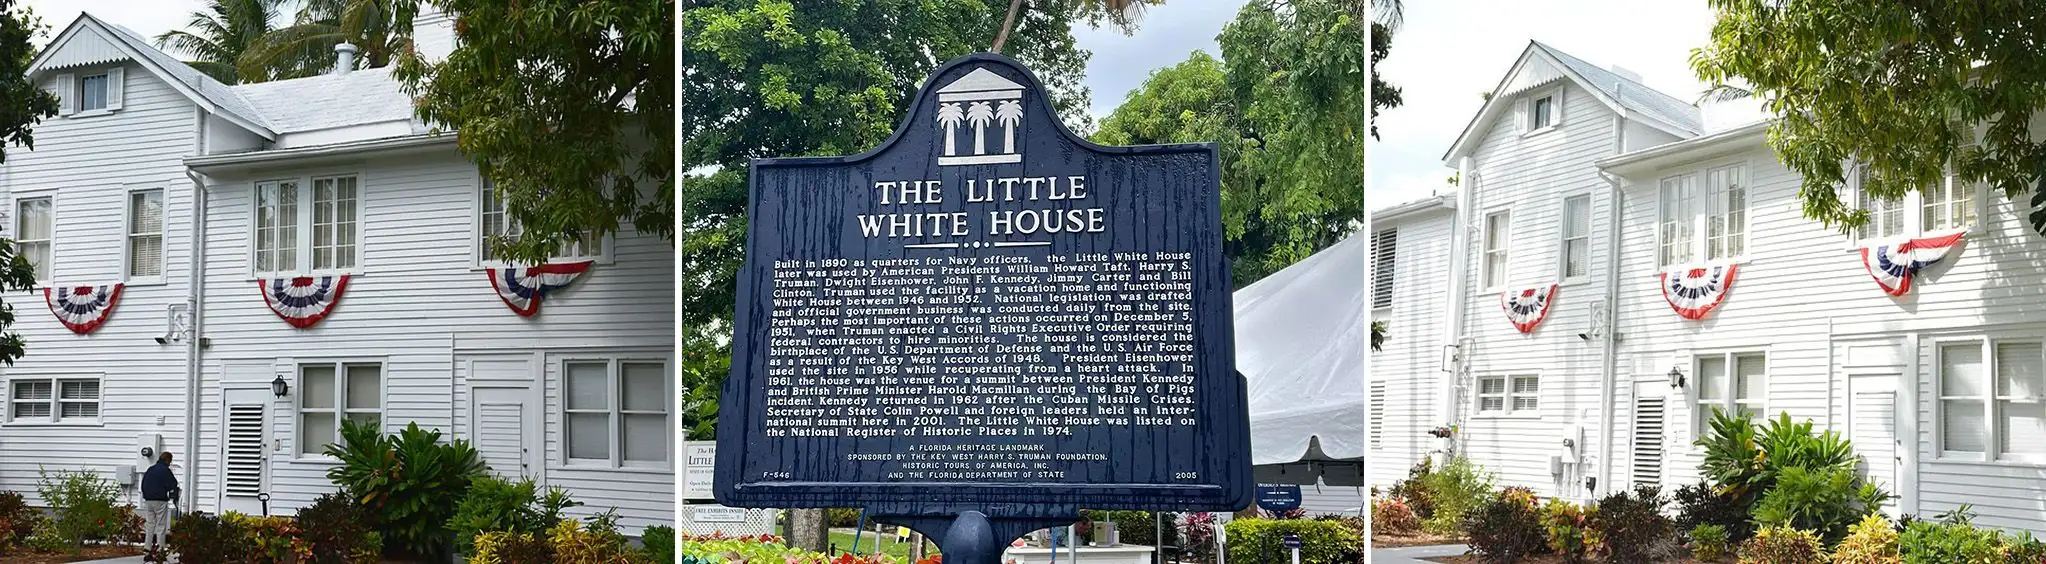 THE LITTLE
WHITE HOUSE
Built in 1890 as quarters for Navy officers, the Little White House
later was used by American Presidents William Howard Taft, Harry S.
Truman, Dwight Eisenhower, John F. Kennedy, Jimmy Carter and Bill
Clinton. Truman used the facility as a vacation home and functioning
White House between 1946 and 1952. National legislation was drafted
and official government business was conducted daily from the site.
Perhaps the most important of these actions occurred on December 5,
1951, when Truman enacted a Civil Rights Executive Order requiring
federal contractors to hire minorities. The house is considered the
birthplace of the U.S. Department of Defense and the U.S. Air Force
as a result of the Key West Accords of 1948. President Eisenhower
used the site in 1956 while recuperating from a heart attack. In
1961, the house was the venue for a summit between President Kennedy
and British Prime Minister Harold Macmillan during the Bay of Pigs
incident. Kennedy returned in 1962 after the Cuban Missile Crises.
Secretary of State Colin Powell and foreign leaders held an inter-
national summit here in 2001. The Little White House was listed on
the National Register of Historic Places in 1974.
A FLORIDA HERITAGE LANDMARK
SPONSORED BY THE KEY WEST HARRY S. TRUMAN FOUNDATION,
HISTORIC TOURS OF AMERICA, INC.
F-546 AND THE FLORIDA DEPARTMENT OF STATE 2005
FREE EXHIBITS INSIDE